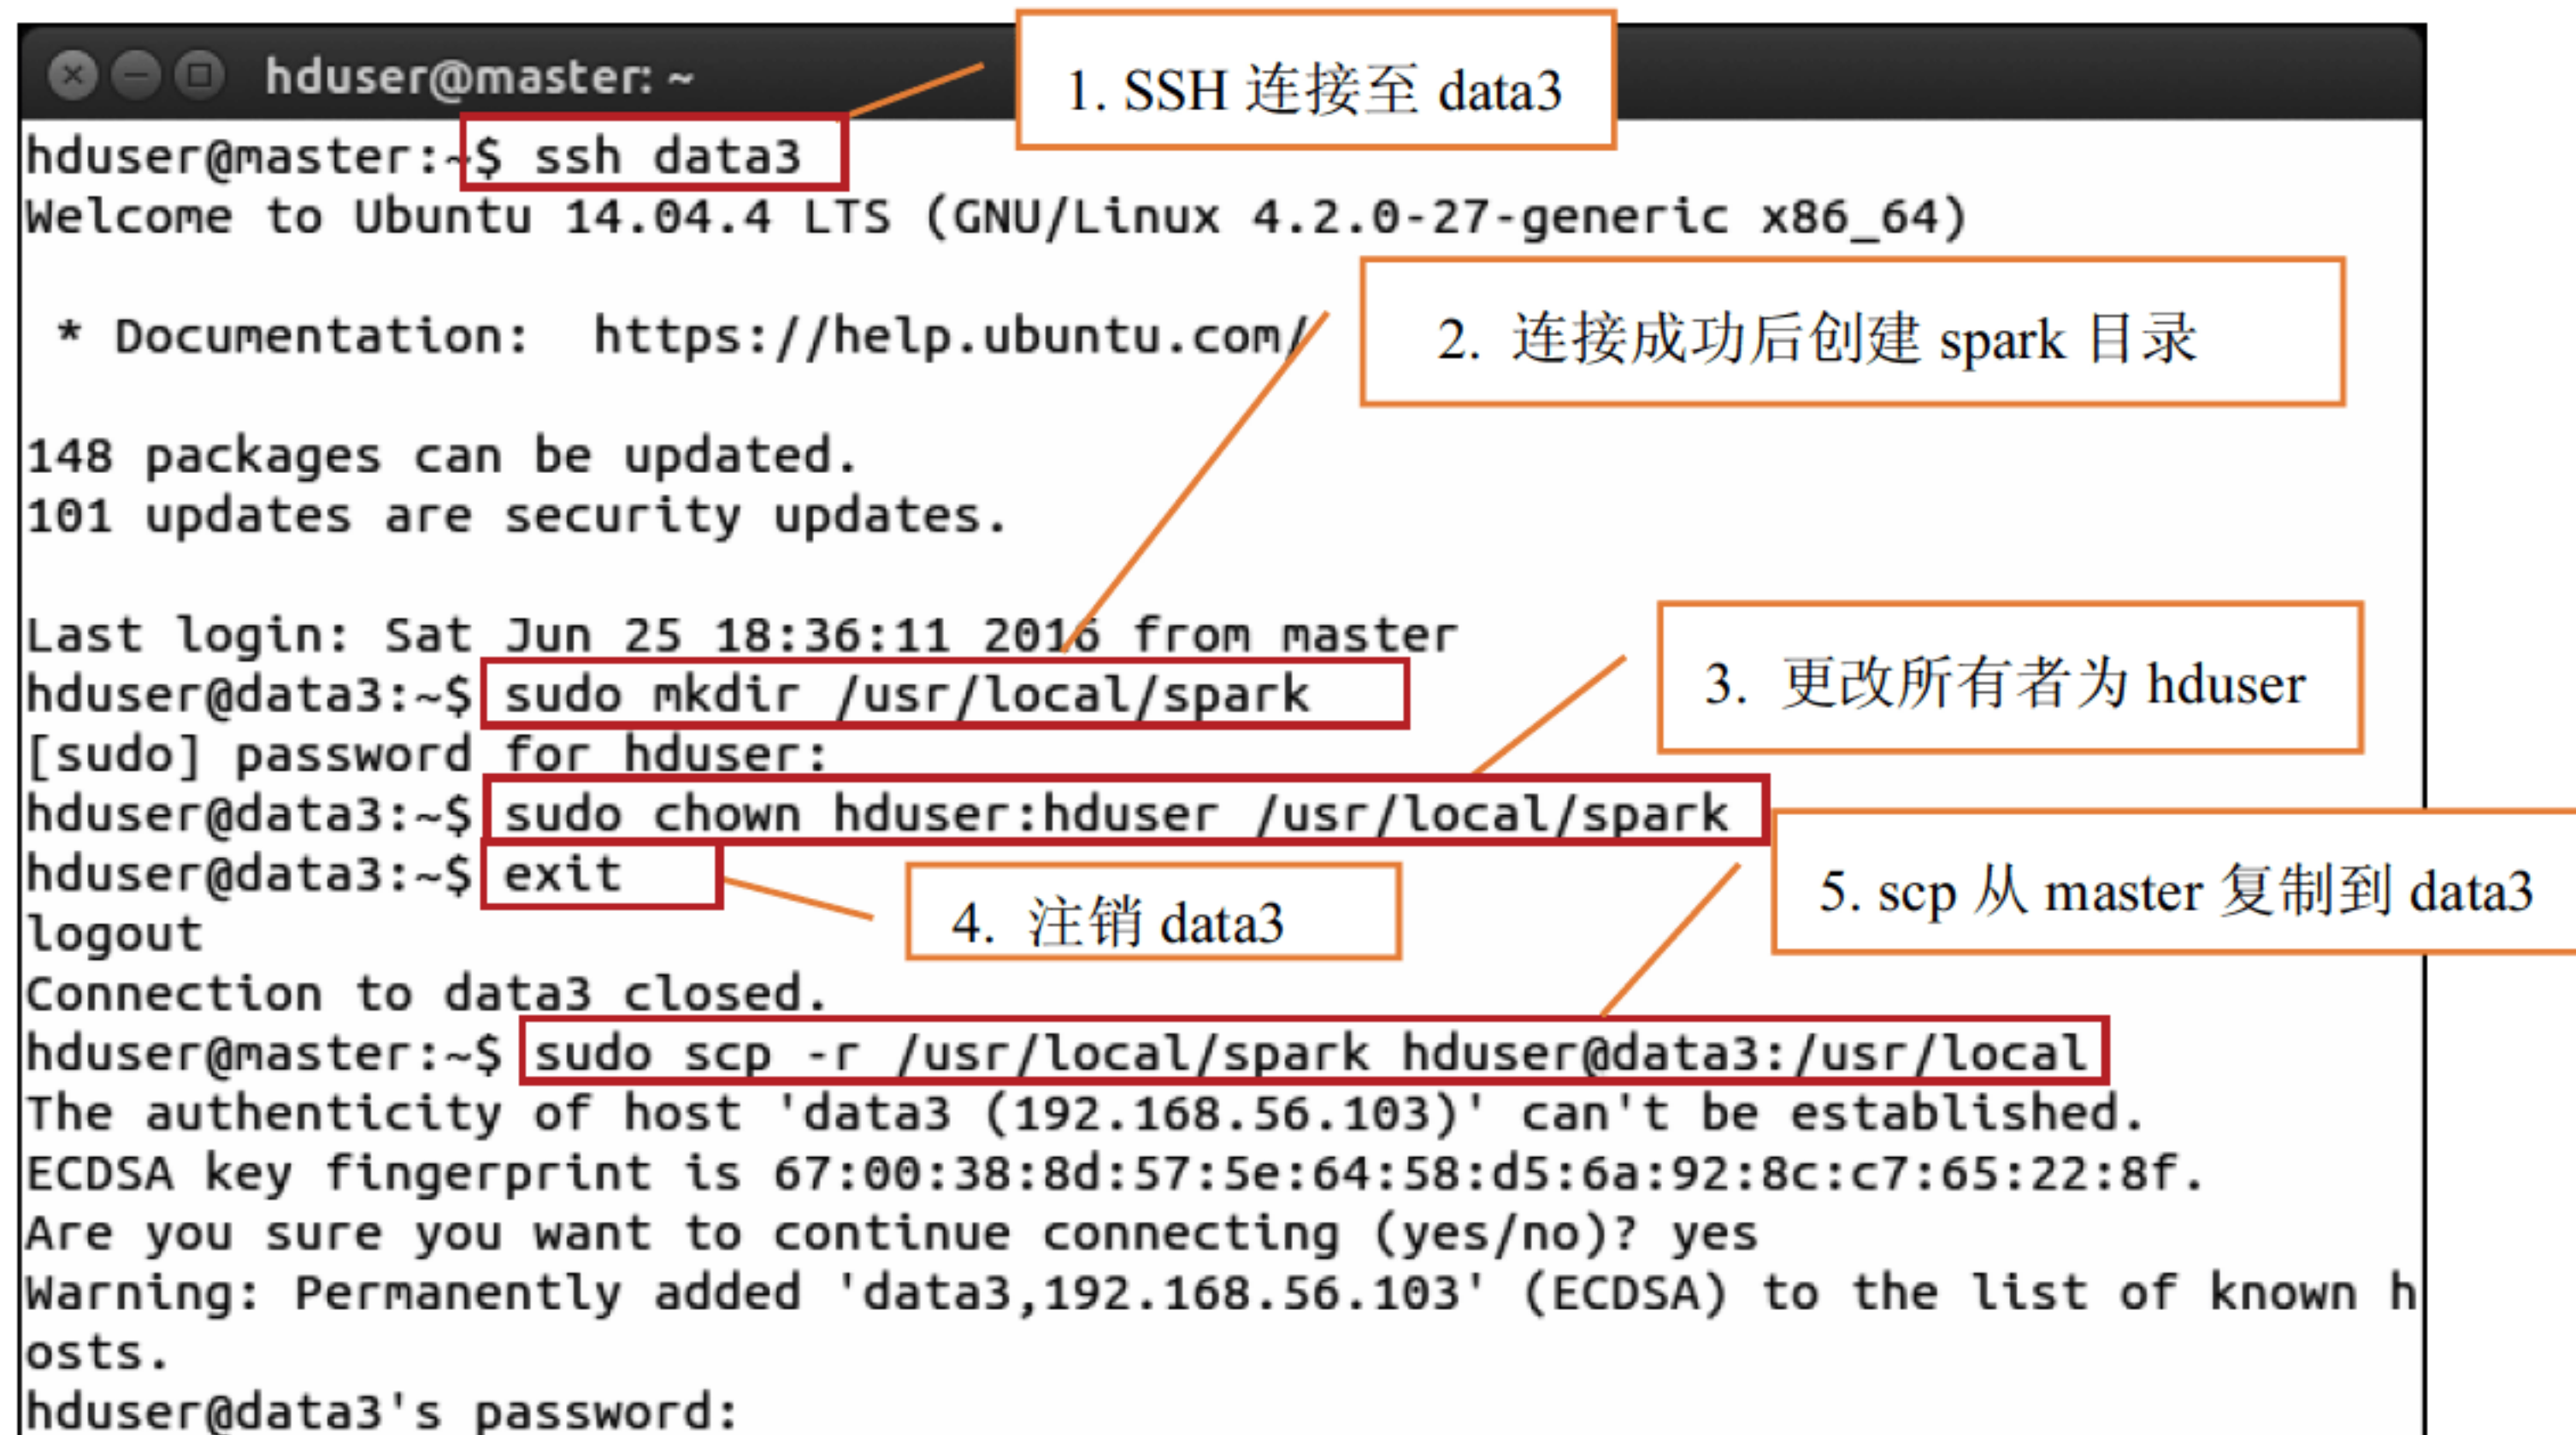 hduser@master: ~
1. SSH 连接至 data3
hduser@master:~$ ssh data3
Welcome to Ubuntu 14.04.4 LTS (GNU/Linux 4.2.0-27-generic x86_64)
2. 连接成功后创建 spark 目录
* Documentation:  https://help.ubuntu.com/
148 packages can be updated.
101 updates are security updates.
Last login: Sat Jun 25 18:36:11 2016 from master
3. 更改所有者为 hduser
hduser@data3:~$ sudo mkdir /usr/local/spark
[sudo] password for hduser:
hduser@data3:~$ sudo chown hduser:hduser /usr/local/spark
hduser@data3:~$ exit
4. 注销 data3
5. scp 从 master 复制到 data3
logout
Connection to data3 closed.
hduser@master:~$ sudo scp -r /usr/local/spark hduser@data3:/usr/local
The authenticity of host 'data3 (192.168.56.103)' can't be established.
ECDSA key fingerprint is 67:00:38:8d:57:5e:64:58:d5:6a:92:8c:c7:65:22:8f.
Are you sure you want to continue connecting (yes/no)? yes
Warning: Permanently added 'data3,192.168.56.103' (ECDSA) to the list of known h
osts.
hduser@data3's password: